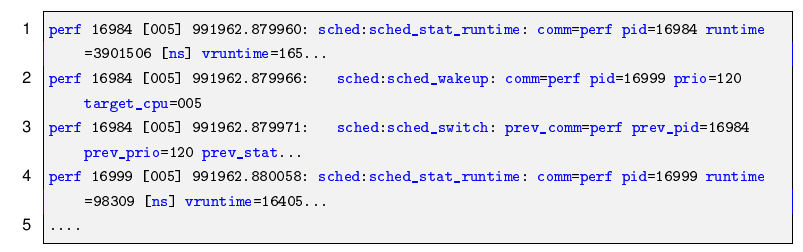 1 perf 16984 [005] 991962.879960: sched:sched_stat_runtime: comm=perf pid=16984 runtime
=3901506 [ns] vruntime=165...
2 perf 16984 [005] 991962.879966:   sched:sched_wakeup: comm=perf pid=16999 prio=120
target_cpu=005
3 perf 16984 [005] 991962.879971:   sched:sched_switch: prev_comm=perf prev_pid=16984
prev_prio=120 prev_stat...
4 perf 16999 [005] 991962.880058: sched:sched_stat_runtime: comm=perf pid=16999 runtime
=98309 [ns] vruntime=16405...
5 ....